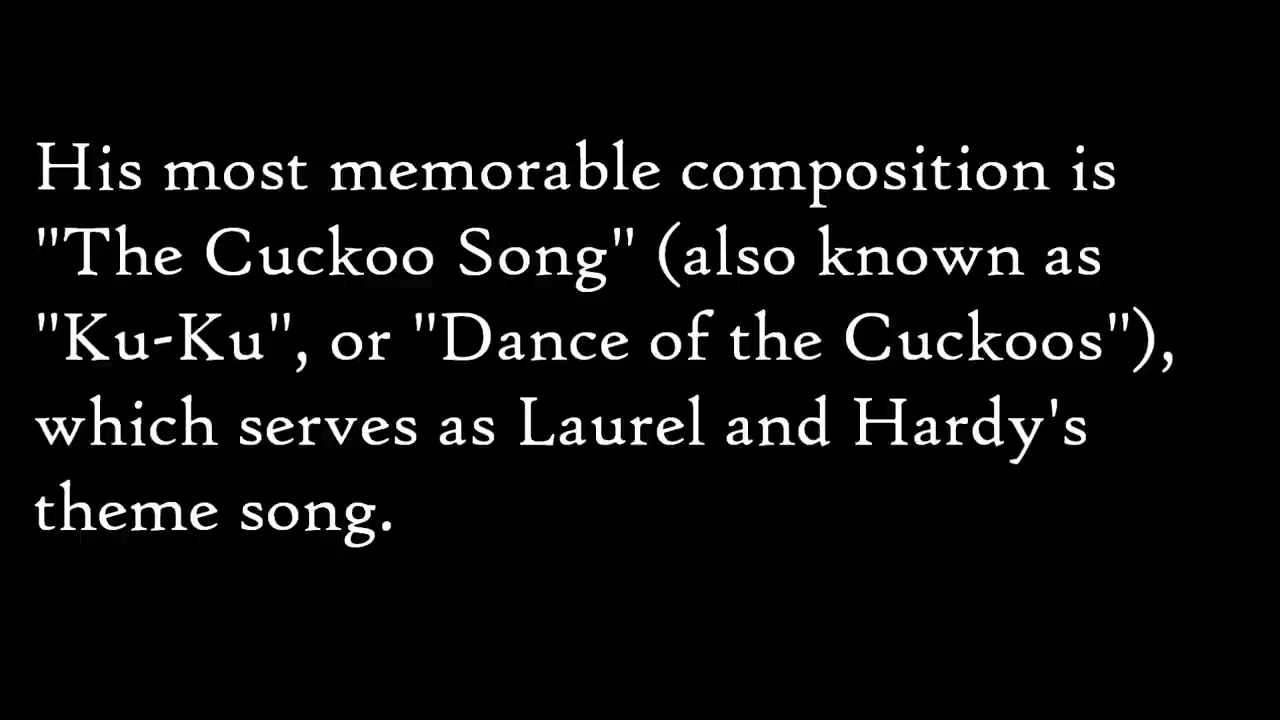 His most memorable composition is
"The Cuckoo Song" (also known as
"Ku-Ku", or "Dance of the Cuckoos"),
which serves as Laurel and Hardy's
theme song.